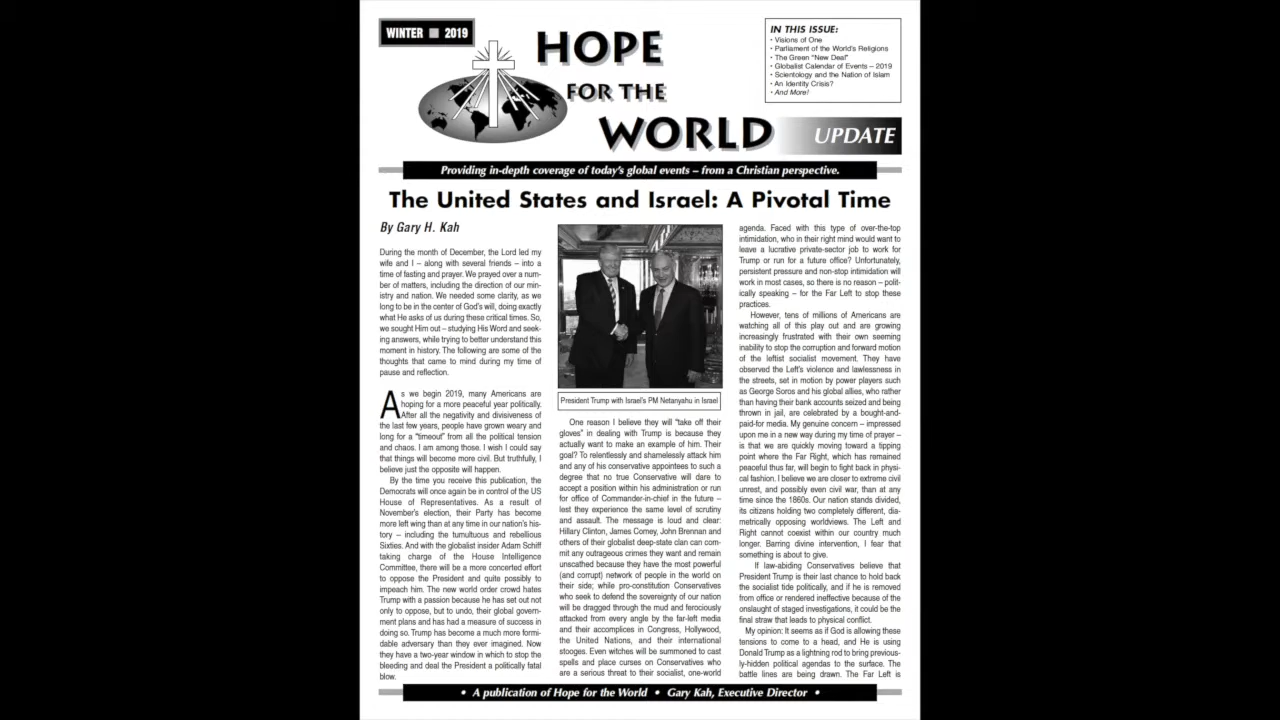 WINTER ■ 2019
HOPE
FOR THE
WORLD
UPDATE
IN THIS ISSUE:
• Visions of One
• Parliament of the World's Religions
• The Green "New Deal"
• Globalist Calendar of Events – 2019
• Scientology and the Nation of Islam
• An Identity Crisis?
• And More!
Providing in-depth coverage of today's global events – from a Christian perspective.
The United States and Israel: A Pivotal Time
By Gary H. Kah
During the month of December, the Lord led my
wife and I – along with several friends – into a
time of fasting and prayer. We prayed over a num-
ber of matters, including the direction of our min-
istry and nation. We needed some clarity, as we
long to be in the center of God's will, doing exactly
what He asks of us during these critical times. So,
we sought Him out – studying His Word and seek-
ing answers, while trying to better understand this
moment in history. The following are some of the
thoughts that came to mind during my time of
pause and reflection.
As we begin 2019, many Americans are
hoping for a more peaceful year politically.
After all the negativity and divisiveness of
the last few years, people have grown weary and
long for a "timeout" from all the political tension
and chaos. I am among those. I wish I could say
that things will become more civil. But truthfully, I
believe just the opposite will happen.
By the time you receive this publication, the
Democrats will once again be in control of the US
House of Representatives. As a result of
November's election, their Party has become
more left wing than at any time in our nation's his-
tory – including the tumultuous and rebellious
Sixties. And with the globalist insider Adam Schiff
taking charge of the House Intelligence
Committee, there will be a more concerted effort
to oppose the President and quite possibly to
impeach him. The new world order crowd hates
Trump with a passion because he has set out not
only to oppose, but to undo, their global govern-
ment plans and has had a measure of success in
doing so. Trump has become a much more formi-
dable adversary than they ever imagined. Now
they have a two-year window in which to stop the
bleeding and deal the President a politically fatal
blow.
President Trump with Israel's PM Netanyahu in Israel
One reason I believe they will "take off their
gloves" in dealing with Trump is because they
actually want to make an example of him. Their
goal? To relentlessly and shamelessly attack him
and any of his conservative appointees to such a
degree that no true Conservative will dare to
accept a position within his administration or run
for office of Commander-in-chief in the future –
lest they experience the same level of scrutiny
and assault. The message is loud and clear:
Hillary Clinton, James Comey, John Brennan and
others of their globalist deep-state clan can com-
mit any outrageous crimes they want and remain
unscathed because they have the most powerful
(and corrupt) network of people in the world on
their side; while pro-constitution Conservatives
who seek to defend the sovereignty of our nation
will be dragged through the mud and ferociously
attacked from every angle by the far-left media
and their accomplices in Congress, Hollywood,
the United Nations, and their international
stooges. Even witches will be summoned to cast
spells and place curses on Conservatives who
are a serious threat to their socialist, one-world
agenda. Faced with this type of over-the-top
intimidation, who in their right mind would want to
leave a lucrative private-sector job to work for
Trump or run for a future office? Unfortunately,
persistent pressure and non-stop intimidation will
work in most cases, so there is no reason – polit-
ically speaking – for the Far Left to stop these
practices.
However, tens of millions of Americans are
watching all of this play out and are growing
increasingly frustrated with their own seeming
inability to stop the corruption and forward motion
of the leftist socialist movement. They have
observed the Left's violence and lawlessness in
the streets, set in motion by power players such
as George Soros and his global allies, who rather
than having their bank accounts seized and being
thrown in jail, are celebrated by a bought-and-
paid-for media. My genuine concern – impressed
upon me in a new way during my time of prayer –
is that we are quickly moving toward a tipping
point where the Far Right, which has remained
peaceful thus far, will begin to fight back in physi-
cal fashion. I believe we are closer to extreme civil
unrest, and possibly even civil war, than at any
time since the 1860s. Our nation stands divided,
its citizens holding two completely different, dia-
metrically opposing worldviews. The Left and
Right cannot coexist within our country much
longer. Barring divine intervention, I fear that
something is about to give.
If law-abiding Conservatives believe that
President Trump is their last chance to hold back
the socialist tide politically, and if he is removed
from office or rendered ineffective because of the
onslaught of staged investigations, it could be the
final straw that leads to physical conflict.
My opinion: It seems as if God is allowing these
tensions to come to a head, and He is using
Donald Trump as a lightning rod to bring previous-
ly-hidden political agendas to the surface. The
battle lines are being drawn. The Far Left is
• A publication of Hope for the World • Gary Kah, Executive Director •